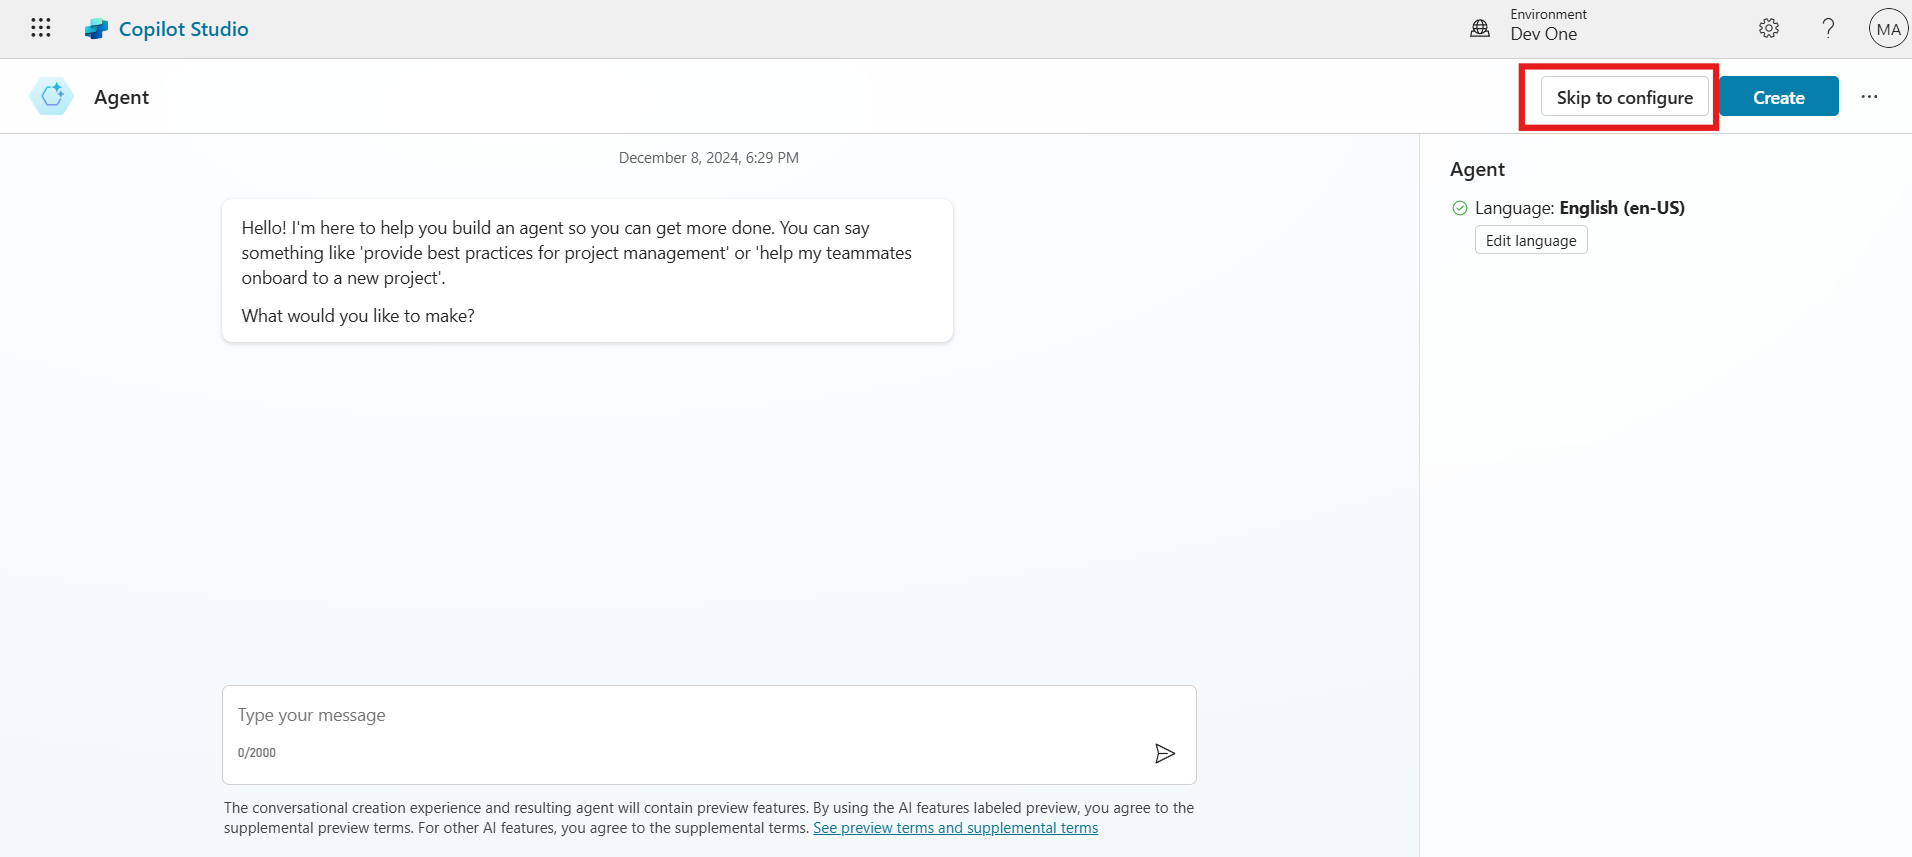 Copilot Studio
Environment
Dev One
?
MA
Agent
Skip to configure
Create
...
December 8, 2024, 6:29 PM
Hello! I'm here to help you build an agent so you can get more done. You can say
something like 'provide best practices for project management' or 'help my teammates
onboard to a new project'.
What would you like to make?
Agent
Language: English (en-US)
Edit language
Type your message
0/2000
The conversational creation experience and resulting agent will contain preview features. By using the AI features labeled preview, you agree to the
supplemental preview terms. For other AI features, you agree to the supplemental terms. See preview terms and supplemental terms